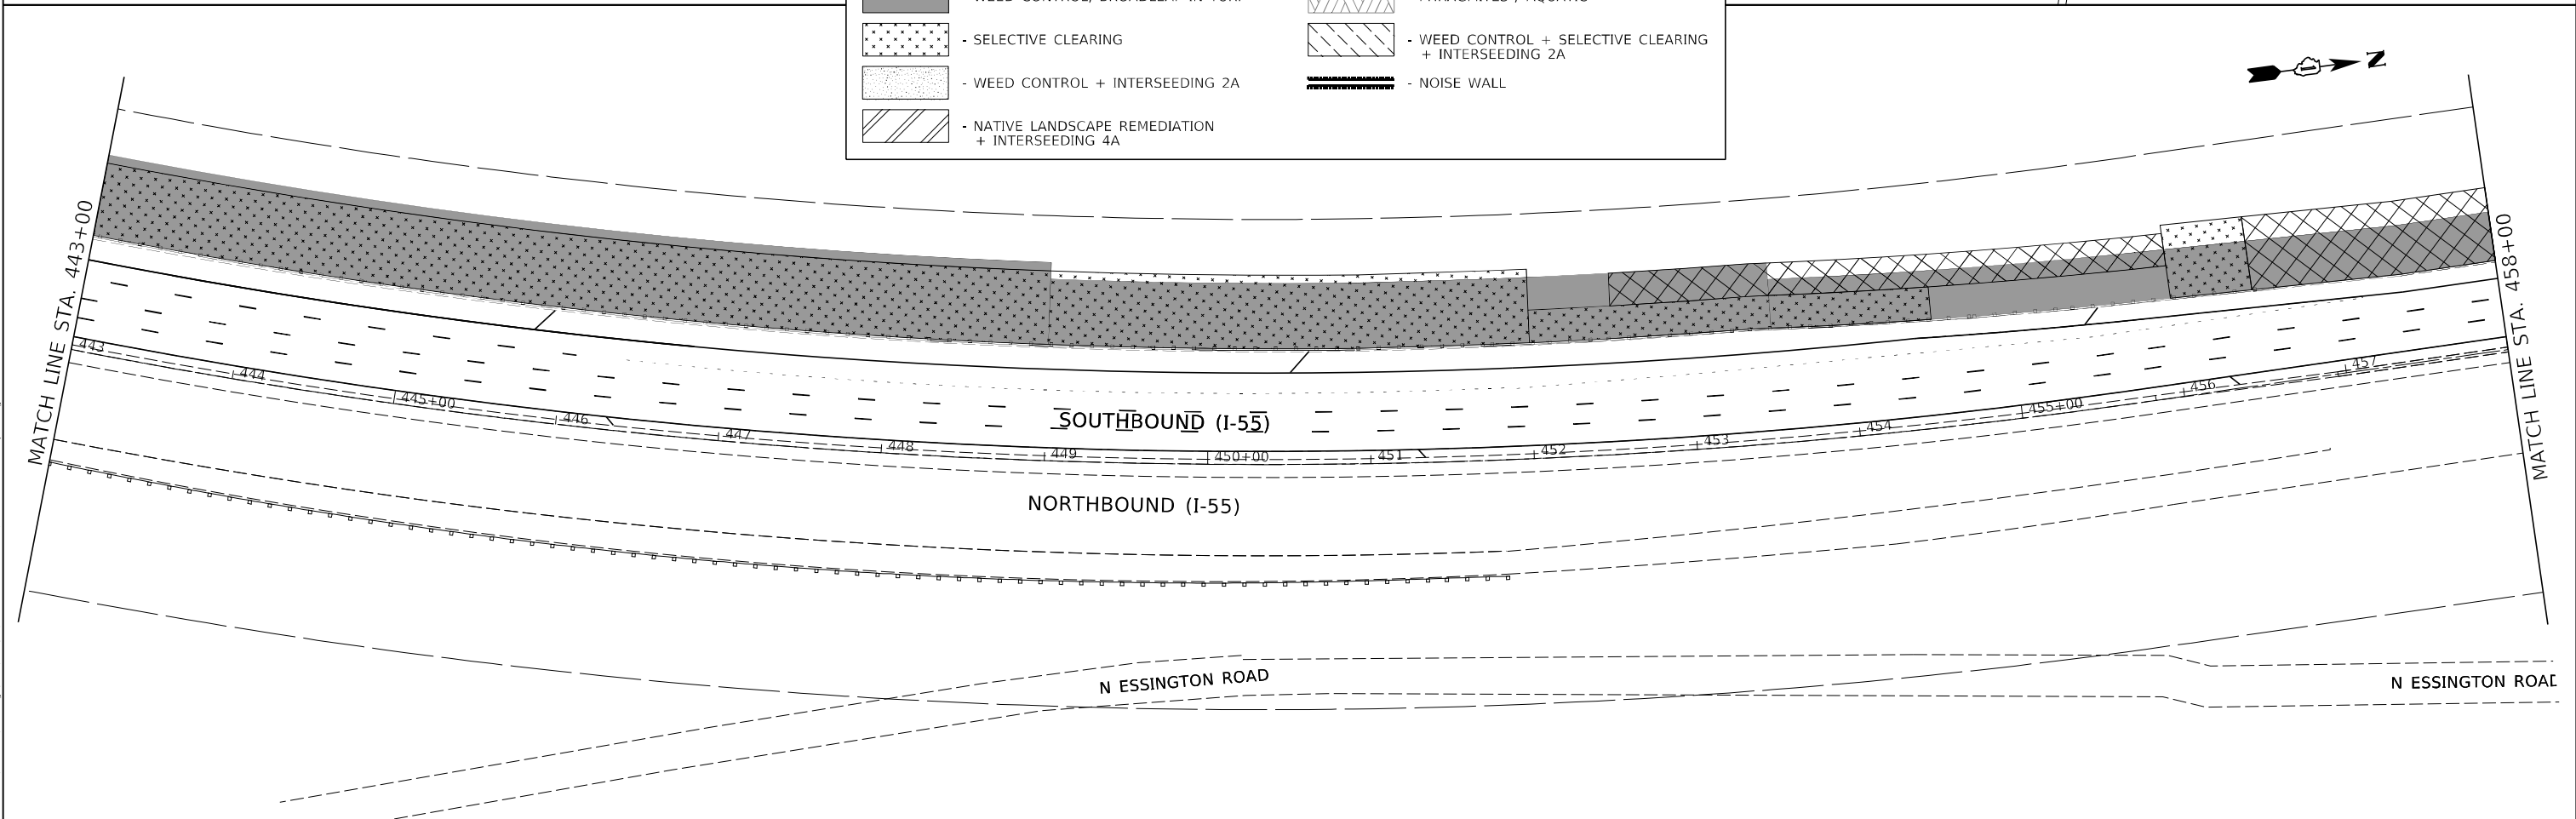 - SELECTIVE CLEARING
- WEED CONTROL + INTERSEEDING 2A
- NATIVE LANDSCAPE REMEDIATION
+ INTERSEEDING 4A
- WEED CONTROL + SELECTIVE CLEARING
+ INTERSEEDING 2A
- NOISE WALL
N
MATCH LINE STA. 443+00
MATCH LINE STA. 458+00
443
444
445+00
446
447
448
449
450+00
451
452
453
454
455+00
456
457
SOUTHBOUND (I-55)
NORTHBOUND (I-55)
N ESSINGTON ROAD
N ESSINGTON ROAD